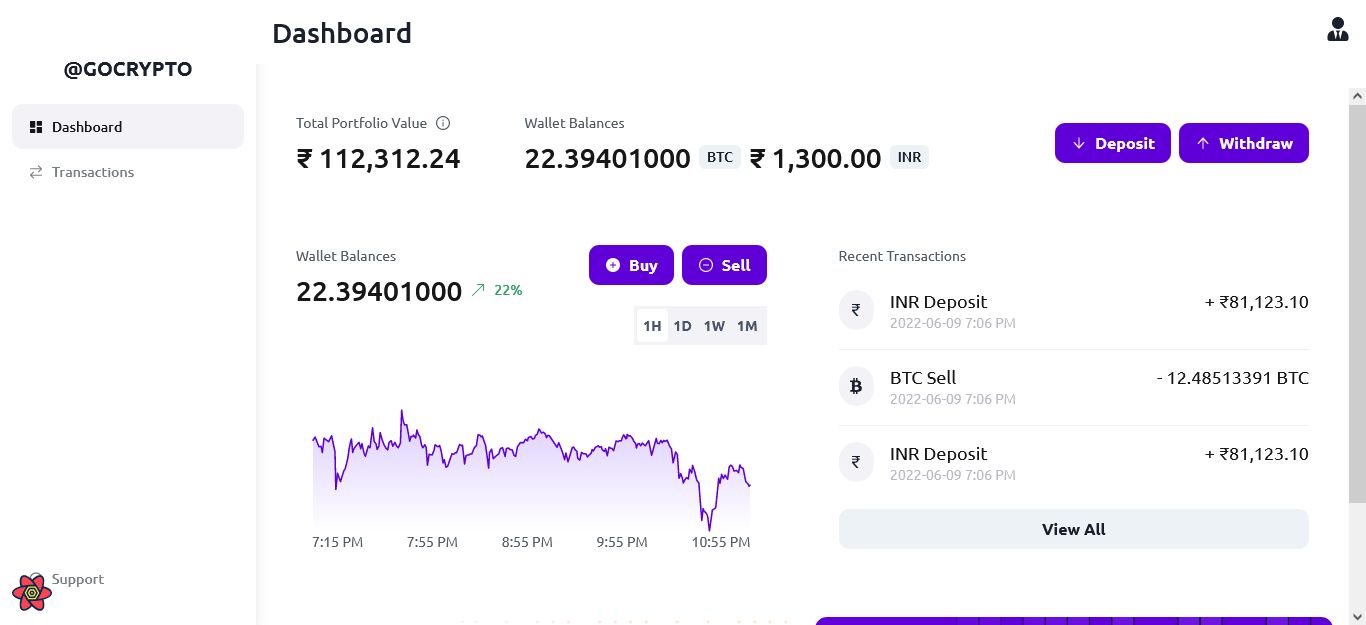 Dashboard
@GOCRYPTO
Dashboard
Transactions
Support
Total Portfolio Value
₹ 112,312.24
Wallet Balances
22.39401000 BTC ₹ 1,300.00 INR
Deposit
Withdraw
Wallet Balances
22.39401000 22%
Buy
Sell
1H 1D 1W 1M
7:15 PM 7:55 PM 8:55 PM 9:55 PM 10:55 PM
Recent Transactions
₹ INR Deposit + ₹81,123.10
2022-06-09 7:06 PM
BTC Sell - 12.48513391 BTC
2022-06-09 7:06 PM
₹ INR Deposit + ₹81,123.10
2022-06-09 7:06 PM
View All